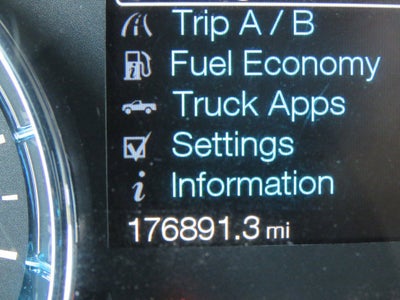 Trip A / B
Fuel Economy
Truck Apps
Settings
Information
176891.3 mi